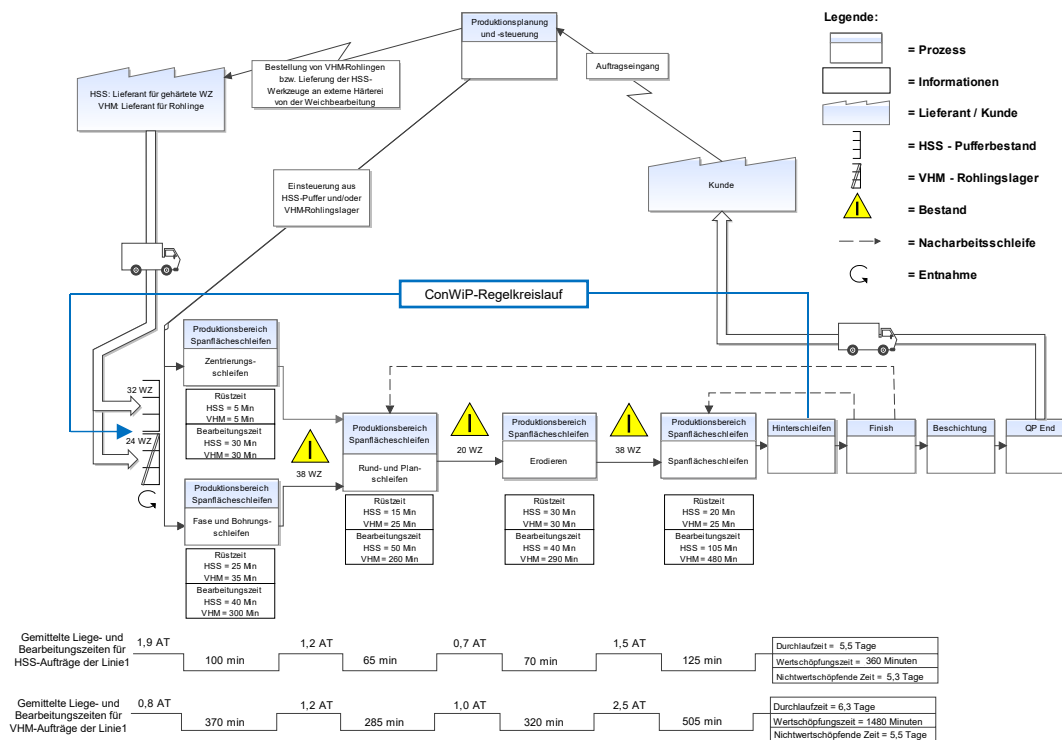 Produktionsplanung
und -steuerung
Legende:
= Prozess
= Informationen
= Lieferant / Kunde
= HSS - Pufferbestand
= VHM - Rohlingslager
= Bestand
= Nacharbeitsschleife
= Entnahme
Bestellung von VHM-Rohlingen
bzw. Lieferung der HSS-
Werkzeuge an externe Härterei
von der Weichbearbeitung
Auftragseingang
HSS: Lieferant für gehärtete WZ
VHM: Lieferant für Rohlinge
Einsteuerung aus
HSS-Puffer und/oder
VHM-Rohlingslager
Kunde
ConWiP-Regelkreislauf
32 WZ
24 WZ
Produktionsbereich
Spanflächeschleifen
Zentrierungs-
schleifen
Rüstzeit
HSS = 5 Min
VHM = 5 Min
Bearbeitungszeit
HSS = 30 Min
VHM = 30 Min
Produktionsbereich
Spanflächeschleifen
Fase und Bohrungs-
schleifen
Rüstzeit
HSS = 25 Min
VHM = 35 Min
Bearbeitungszeit
HSS = 40 Min
VHM = 300 Min
38 WZ
Produktionsbereich
Spanflächeschleifen
Rund- und Plan-
schleifen
Rüstzeit
HSS = 15 Min
VHM = 25 Min
Bearbeitungszeit
HSS = 50 Min
VHM = 260 Min
20 WZ
Produktionsbereich
Spanflächeschleifen
Erodieren
Rüstzeit
HSS = 30 Min
VHM = 30 Min
Bearbeitungszeit
HSS = 40 Min
VHM = 290 Min
38 WZ
Produktionsbereich
Spanflächeschleifen
Spanflächeschleifen
Rüstzeit
HSS = 20 Min
VHM = 25 Min
Bearbeitungszeit
HSS = 105 Min
VHM = 480 Min
Hinterschleifen
Finish
Beschichtung
QP End
Gemittelte Liege- und
Bearbeitungszeiten für
HSS-Aufträge der Linie1
1,9 AT
100 min
1,2 AT
65 min
0,7 AT
70 min
1,5 AT
125 min
Durchlaufzeit = 5,5 Tage
Wertschöpfungszeit = 360 Minuten
Nichtwertschöpfende Zeit = 5,3 Tage
Gemittelte Liege- und
Bearbeitungszeiten für
VHM-Aufträge der Linie1
0,8 AT
370 min
1,2 AT
285 min
1,0 AT
320 min
2,5 AT
505 min
Durchlaufzeit = 6,3 Tage
Wertschöpfungszeit = 1480 Minuten
Nichtwertschöpfende Zeit = 5,5 Tage